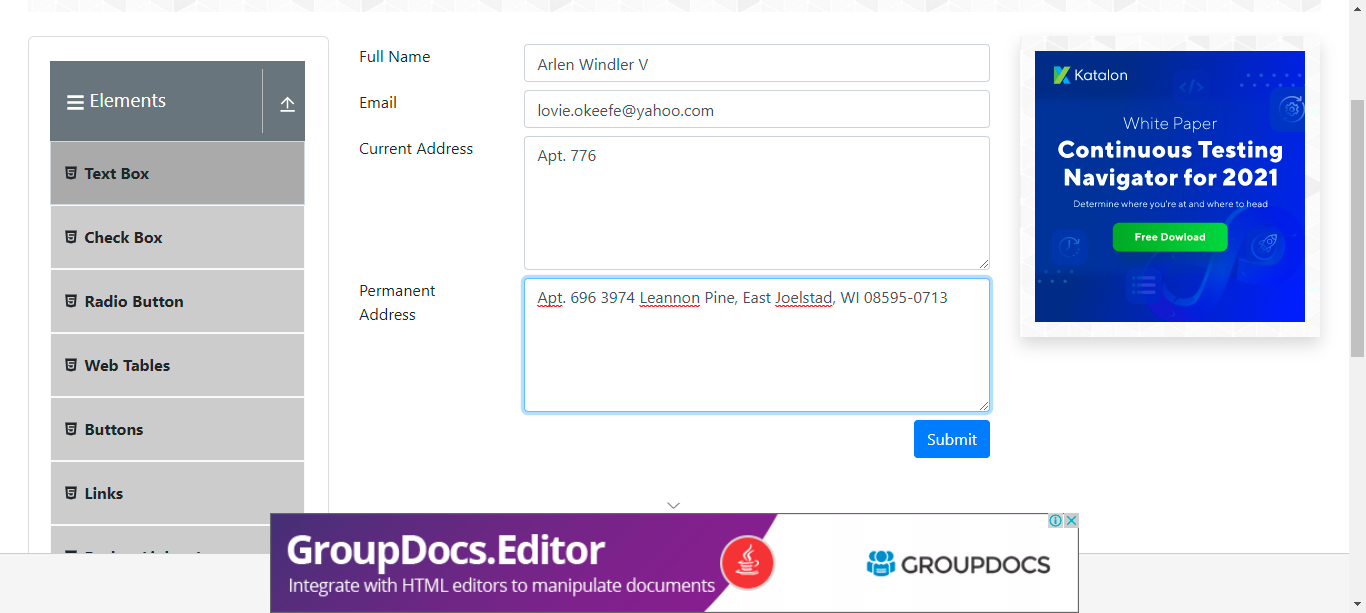 Elements
Text Box
Check Box
Radio Button
Web Tables
Buttons
Links
Full Name
Arlen Windler V
Email
lovie.okeefe@yahoo.com
Current Address
Apt. 776
Permanent
Address
Apt. 696 3974 Leannon Pine, East Joelstad, WI 08595-0713
Submit
Katalon
White Paper
Continuous Testing
Navigator for 2021
Determine where you're at and where to head
Free Dowload
GroupDocs.Editor
Integrate with HTML editors to manipulate documents
GROUPDOCS